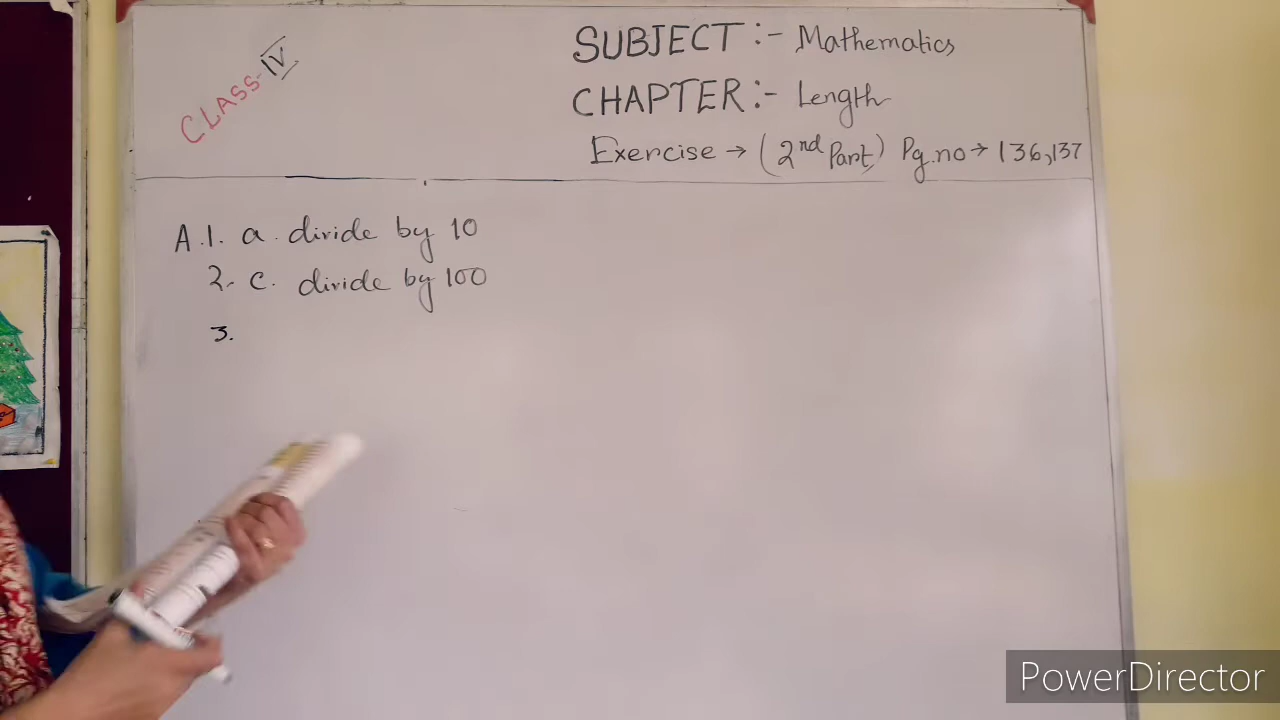 CLASS-IV
SUBJECT :- Mathematics
CHAPTER :- Length
Exercise → (2nd Part) Pg.no → 136,137
A.1. a. divide by 10
2. c. divide by 100
3.
PowerDirector